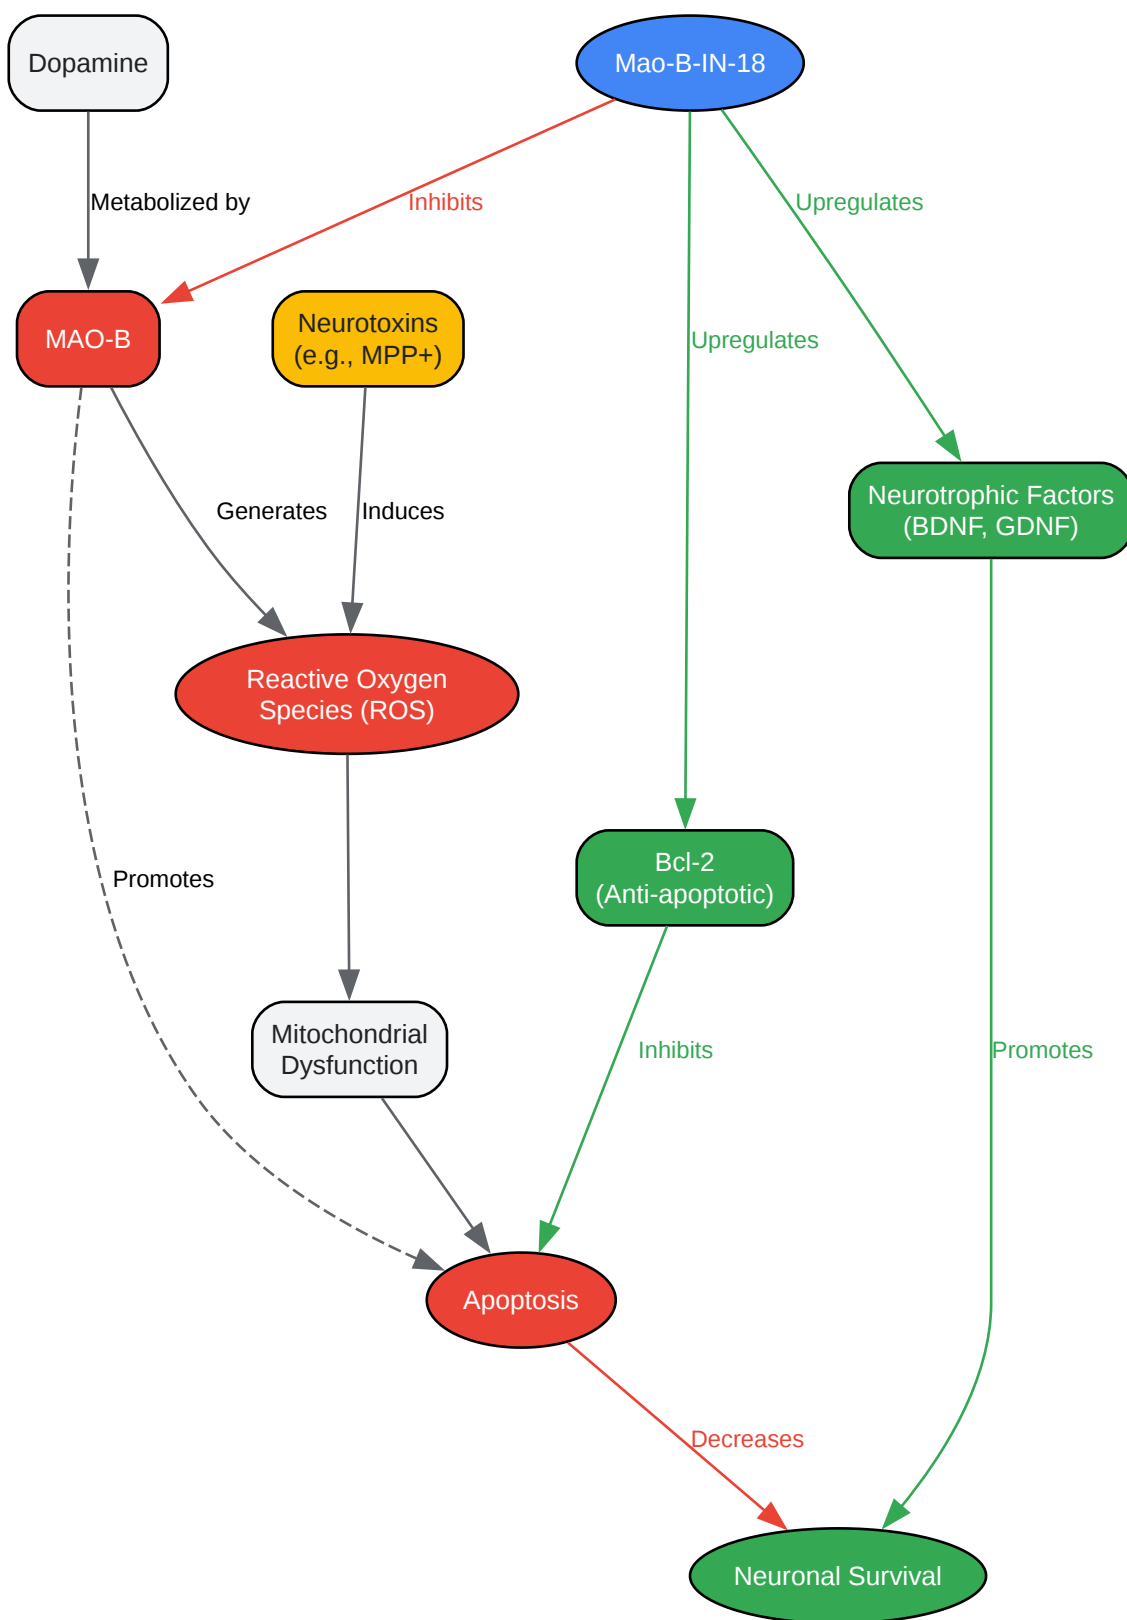 Dopamine
Mao-B-IN-18
Metabolized by
Inhibits
Upregulates
MAO-B
Neurotoxins
(e.g., MPP+)
Upregulates
Generates
Induces
Neurotrophic Factors
(BDNF, GDNF)
Reactive Oxygen
Species (ROS)
Promotes
Bcl-2
(Anti-apoptotic)
Mitochondrial
Dysfunction
Inhibits
Promotes
Apoptosis
Decreases
Neuronal Survival